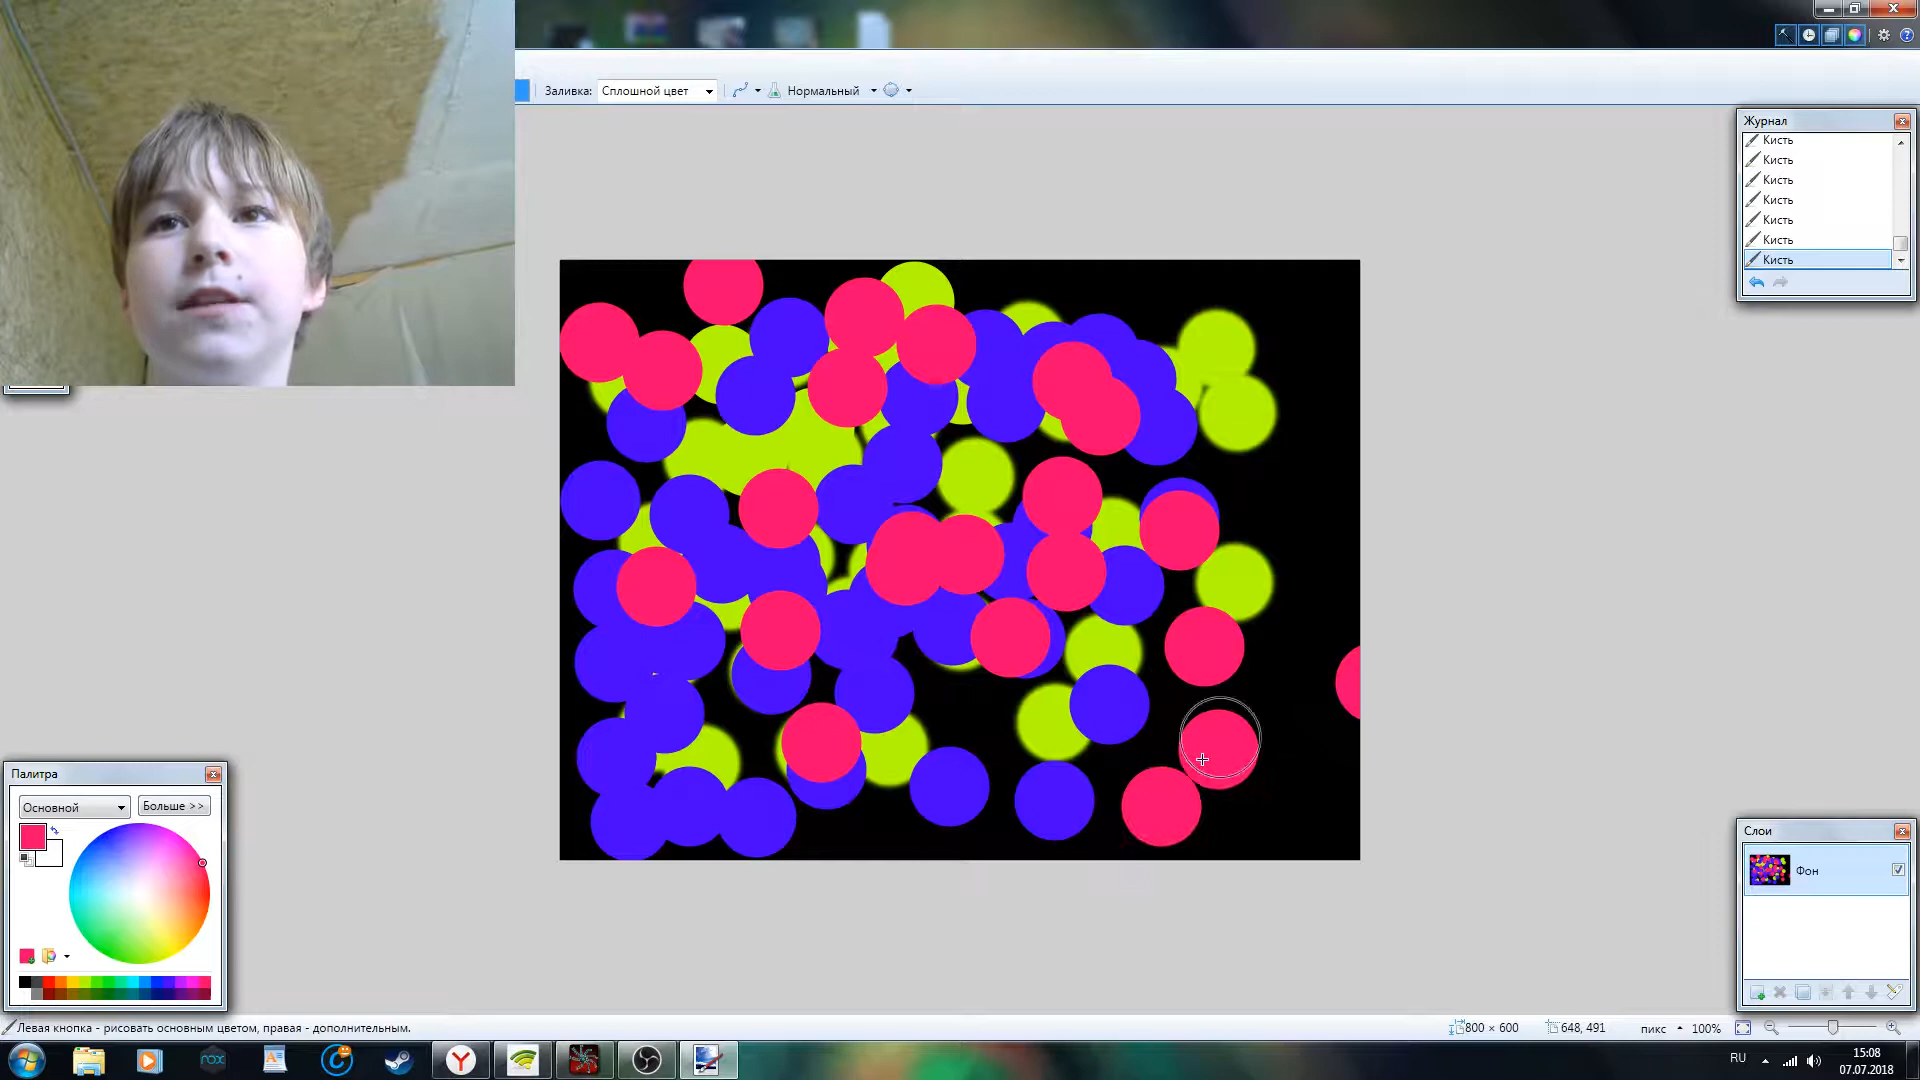 Заливка: Сплошной цвет Нормальный
Журнал
Кисть
Кисть
Кисть
Кисть
Кисть
Кисть
Кисть
Палитра
Основной Больше >>
Слои
Фон
Левая кнопка - рисовать основным цветом, правая - дополнительным.
800 × 600 648, 491 пикс 100%
nox
RU
15:08
07.07.2018